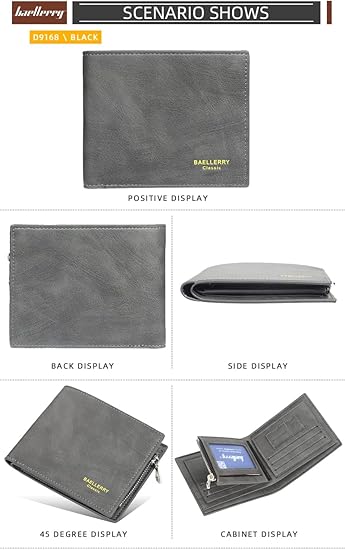 baellerry
SCENARIO SHOWS
D9168 \ BLACK
BAELLERRY
Classic
POSITIVE DISPLAY
BACK DISPLAY
SIDE DISPLAY
BAELLERRY
Classic
45 DEGREE DISPLAY
CABINET DISPLAY